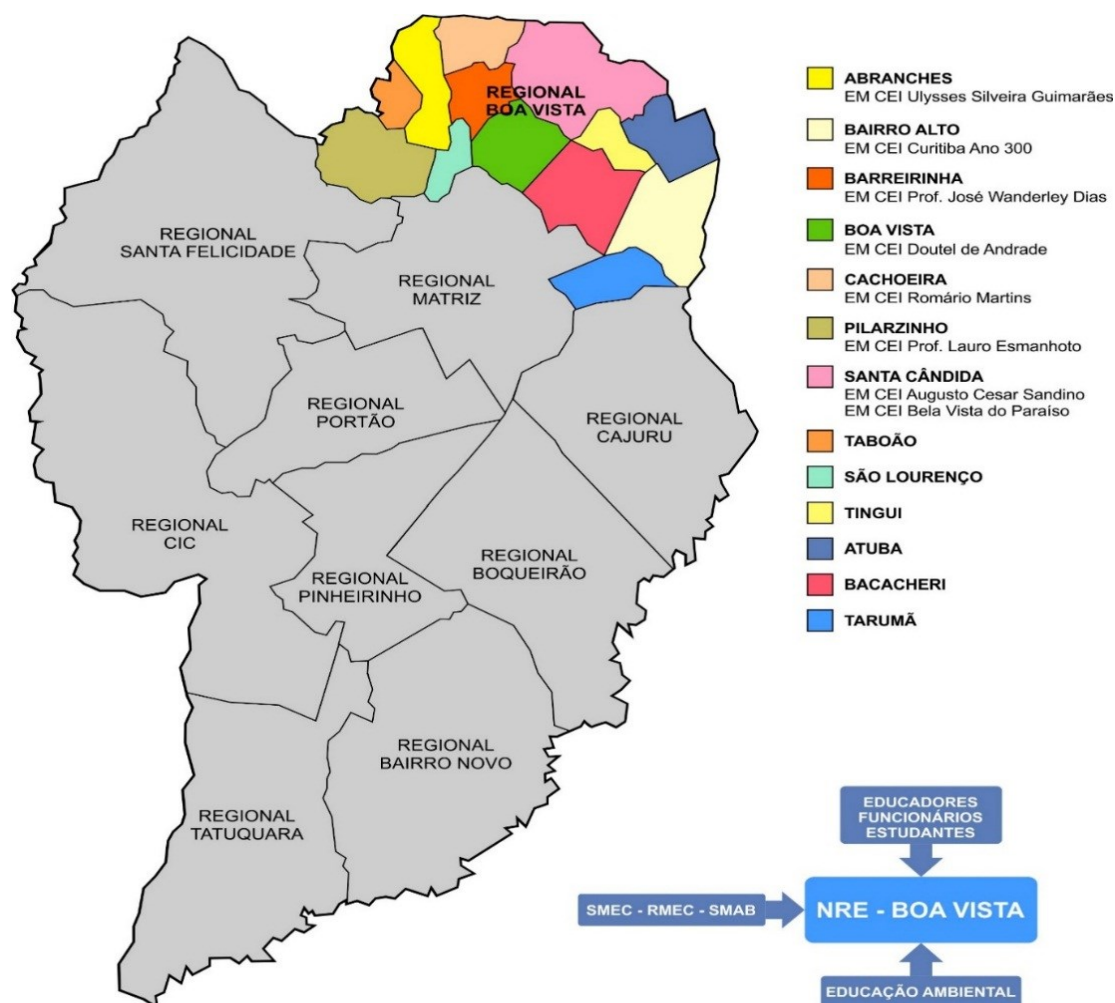 REGIONAL
BOA VISTA
REGIONAL
SANTA FELICIDADE
REGIONAL
MATRIZ
REGIONAL
PORTÃO
REGIONAL
CAJURU
REGIONAL
CIC
REGIONAL
PINHEIRINHO
REGIONAL
BOQUEIRÃO
REGIONAL
BAIRRO NOVO
REGIONAL
TATUQUARA
ABRANCHES
EM CEI Ulysses Silveira Guimarães
BAIRRO ALTO
EM CEI Curitiba Ano 300
BARREIRINHA
EM CEI Prof. José Wanderley Dias
BOA VISTA
EM CEI Doutel de Andrade
CACHOEIRA
EM CEI Romário Martins
PILARZINHO
EM CEI Prof. Lauro Esmanhoto
SANTA CÂNDIDA
EM CEI Augusto Cesar Sandino
EM CEI Bela Vista do Paraíso
TABOÃO
SÃO LOURENÇO
TINGUI
ATUBA
BACACHERI
TARUMÃ
EDUCADORES
FUNCIONÁRIOS
ESTUDANTES
SMEC - RMEC - SMAB
NRE - BOA VISTA
EDUCAÇÃO AMBIENTAL